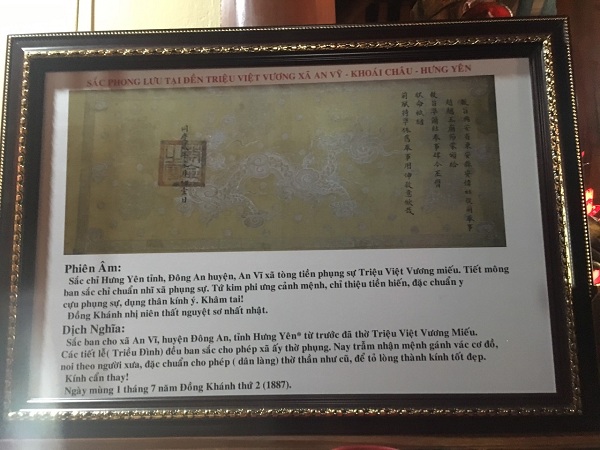 SẮC PHONG LƯU TẠI ĐỀN TRIỆU VIỆT VƯƠNG XÃ AN VỸ - KHOÁI CHÂU - HƯNG YÊN
Phiên Âm:
Sắc chỉ Hưng Yên tỉnh, Đông An huyện, An Vĩ xã tòng tiền phụng sự Triệu Việt Vương miếu. Tiết mông
ban sắc chỉ chuẩn nhĩ xã phụng sự. Tứ kim phi ưng cảnh mệnh, chỉ thiệu tiền hiến, đặc chuẩn y
cựu phụng sự, dụng thân kính ý. Khâm tai!
Đồng Khánh nhị niên thất nguyệt sơ nhất nhật.
Dịch Nghĩa:
Sắc ban cho xã An Vĩ, huyện Đông An, tỉnh Hưng Yên* từ trước đã thờ Triệu Việt Vương Miếu.
Các tiết lễ( Triều Đình) đều ban sắc cho phép xã ấy thờ phụng. Nay trẫm nhận mệnh gánh vác cơ đồ,
noi theo người xưa, đặc chuẩn cho phép ( dân làng) thờ thần như cũ, để tỏ lòng thành kính tốt đẹp.
Kính cẩn thay!
Ngày mùng 1 tháng 7 năm Đồng Khánh thứ 2 (1887).